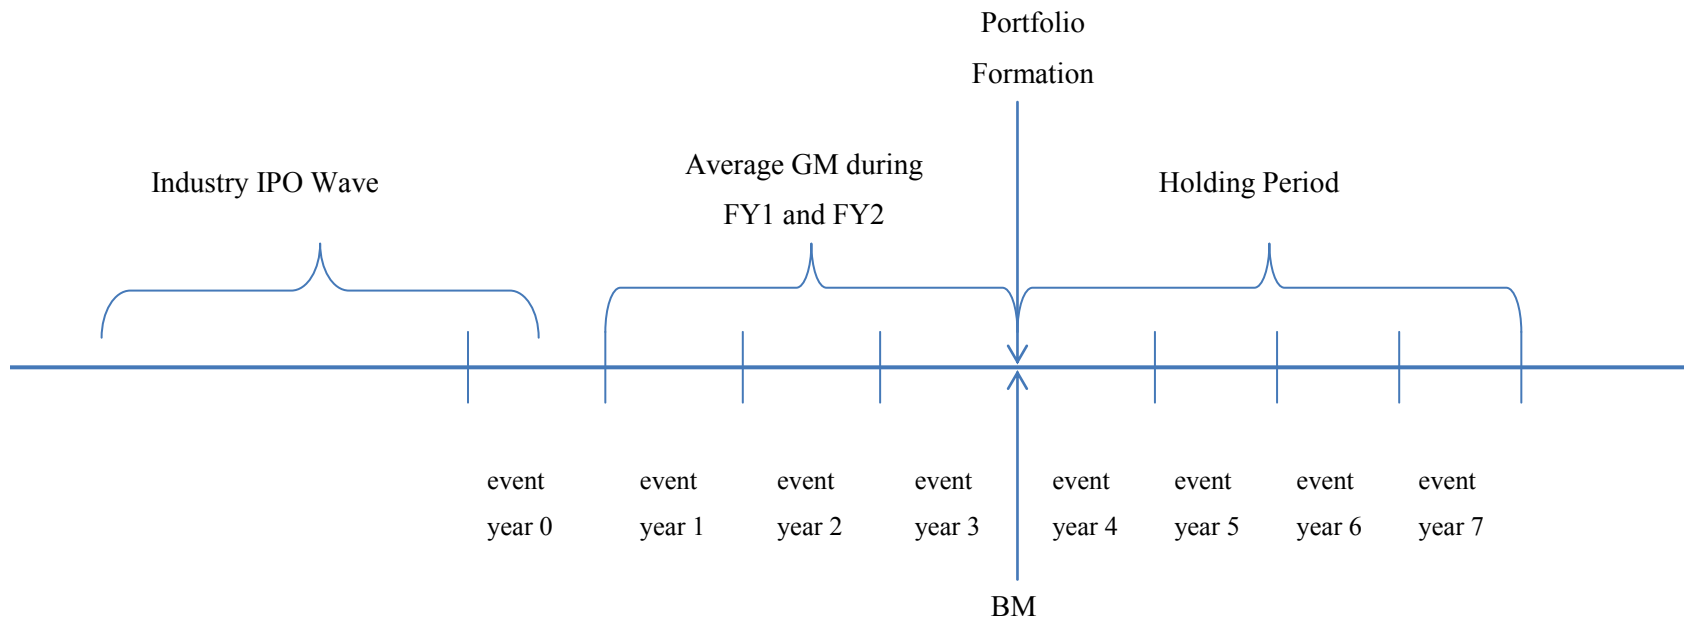 Portfolio
Formation
Average GM during
FY1 and FY2
Industry IPO Wave
Holding Period
event
year 0
event
year 1
event
year 2
event
year 3
event
year 4
event
year 5
event
year 6
event
year 7
BM